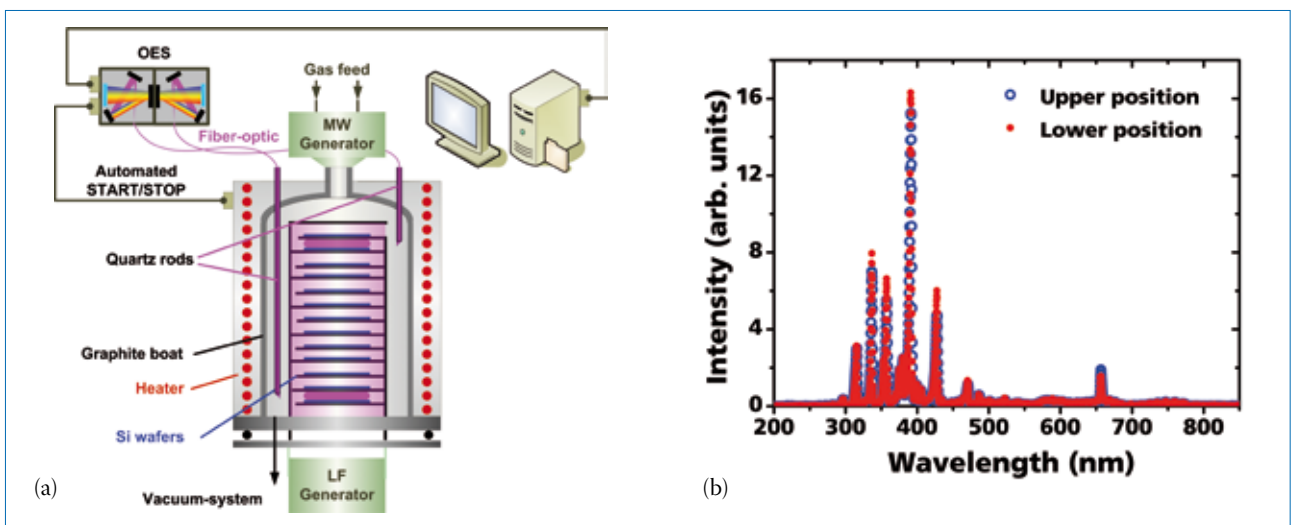 OES
Gas feed
MW
Generator
Fiber-optic
Automated
START/STOP
Quartz rods
Graphite boat
Heater
Si wafers
LF
Generator
Vacuum-system
(a)
Upper position
Lower position
Intensity (arb. units)
16
12
8
4
0
200 300 400 500 600 700 800
Wavelength (nm)
(b)